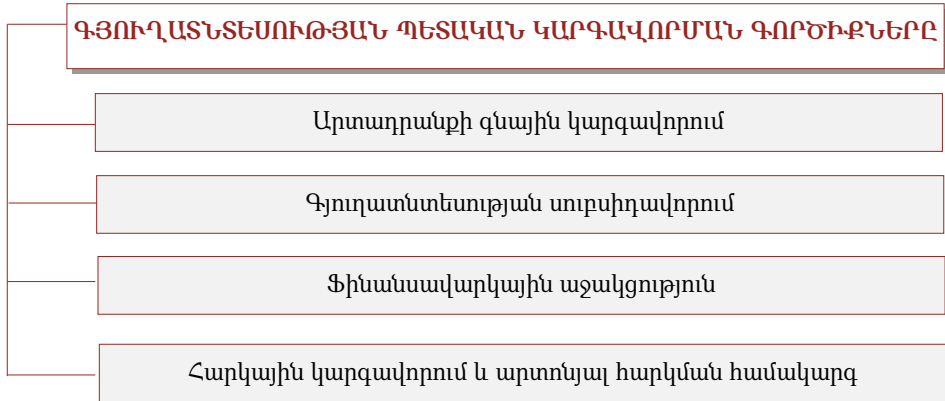 ԳՅՈՒՂԱՏՆՏԵՍՈՒԹՅԱՆ ՊԵՏԱԿԱՆ ԿԱՐԳԱՎՈՐՄԱՆ ԳՈՐԾԻՔՆԵՐԸ
Արտադրանքի գնային կարգավորում
Գյուղատնտեսության սուբսիդավորում
Ֆինանսավարկային աջակցություն
Հարկային կարգավորում և արտոնյալ հարկման համակարգ